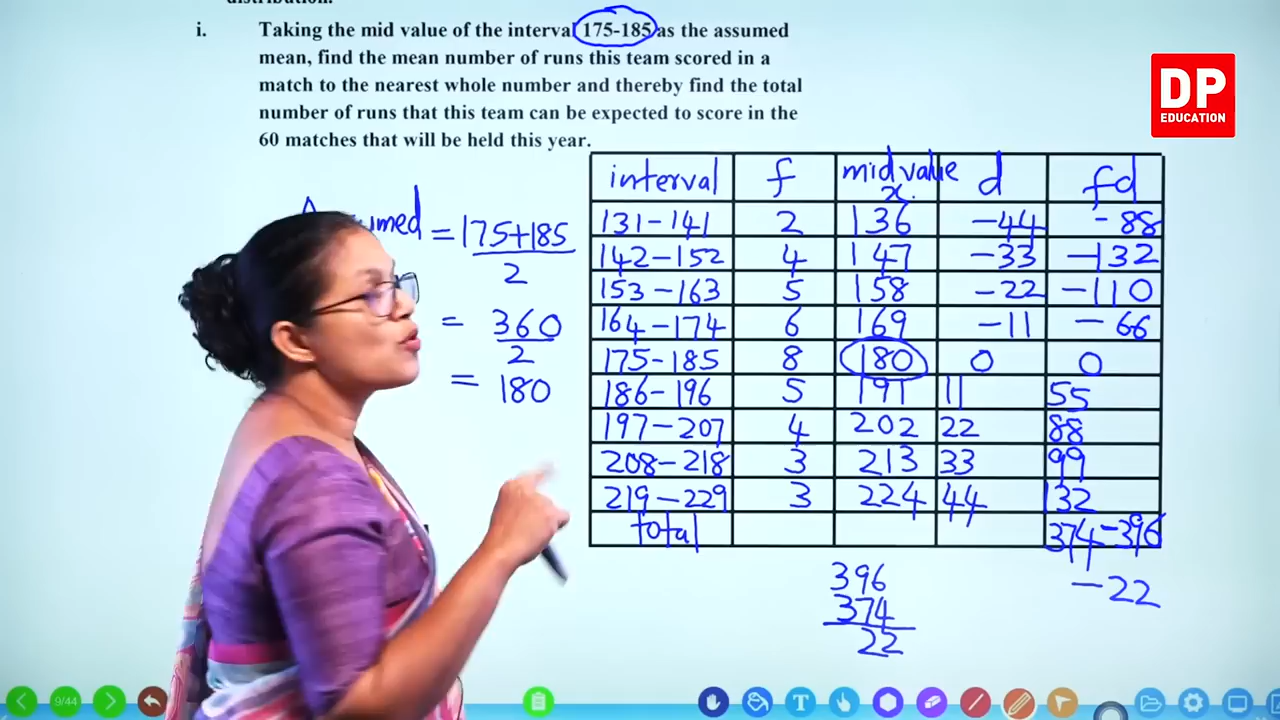 distribution.
i. Taking the mid value of the interval 175-185 as the assumed
mean, find the mean number of runs this team scored in a
match to the nearest whole number and thereby find the total
number of runs that this team can be expected to score in the
60 matches that will be held this year.
DP
EDUCATION
= 175+185
2
= 360
2
= 180
interval f mid value x. d fd
131-141 2 136 -44 -88
142-152 4 147 -33 -132
153-163 5 158 -22 -110
164-174 6 169 -11 -66
175-185 8 180 0 0
186-196 5 191 11 55
197-207 4 202 22 88
208-218 3 213 33 99
219-229 3 224 44 132
total 374-396
-22
396
374
22
9/44